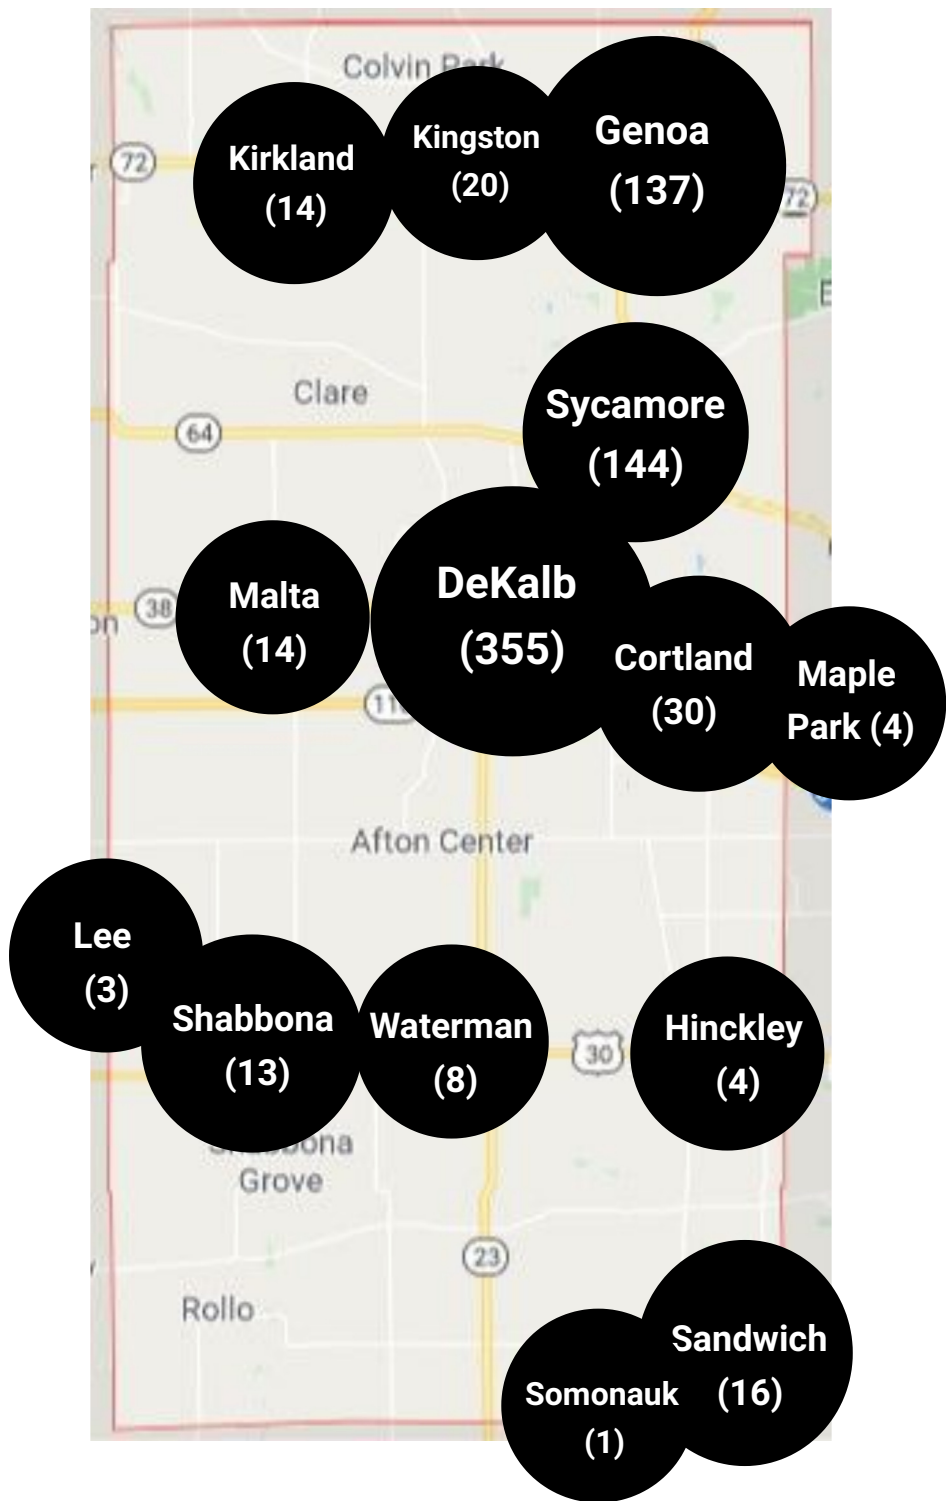 Colvin Park
Kirkland
(14)
Kingston
(20)
Genoa
(137)
72
72
E
Clare
64
Sycamore
(144)
DeKalb
(355)
Malta
(14)
38
on
Cortland
(30)
Maple
Park (4)
11
Afton Center
Lee
(3)
Shabbona
(13)
Waterman
(8)
30
Hinckley
(4)
Grove
23
Rollo
Sandwich
(16)
Somonauk
(1)